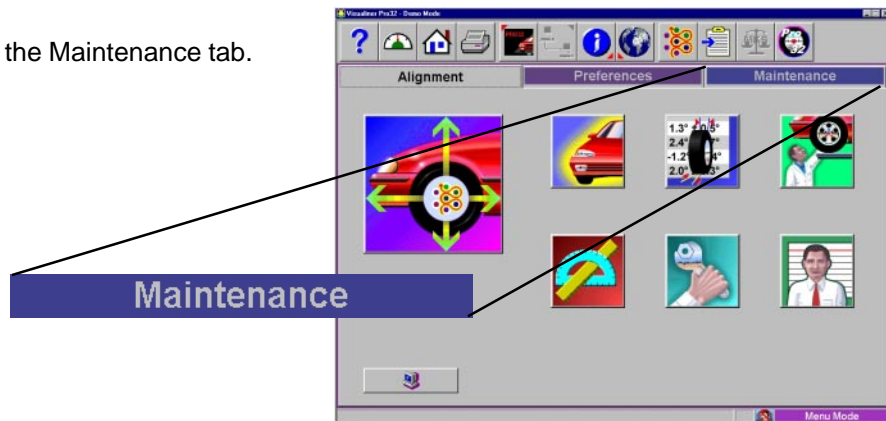 Visualiner Pro32 - Demo Mode
the Maintenance tab.
Alignment
Preferences
Maintenance
1.3°
2.4°
-1.2°
2.0°
Maintenance
Menu Mode